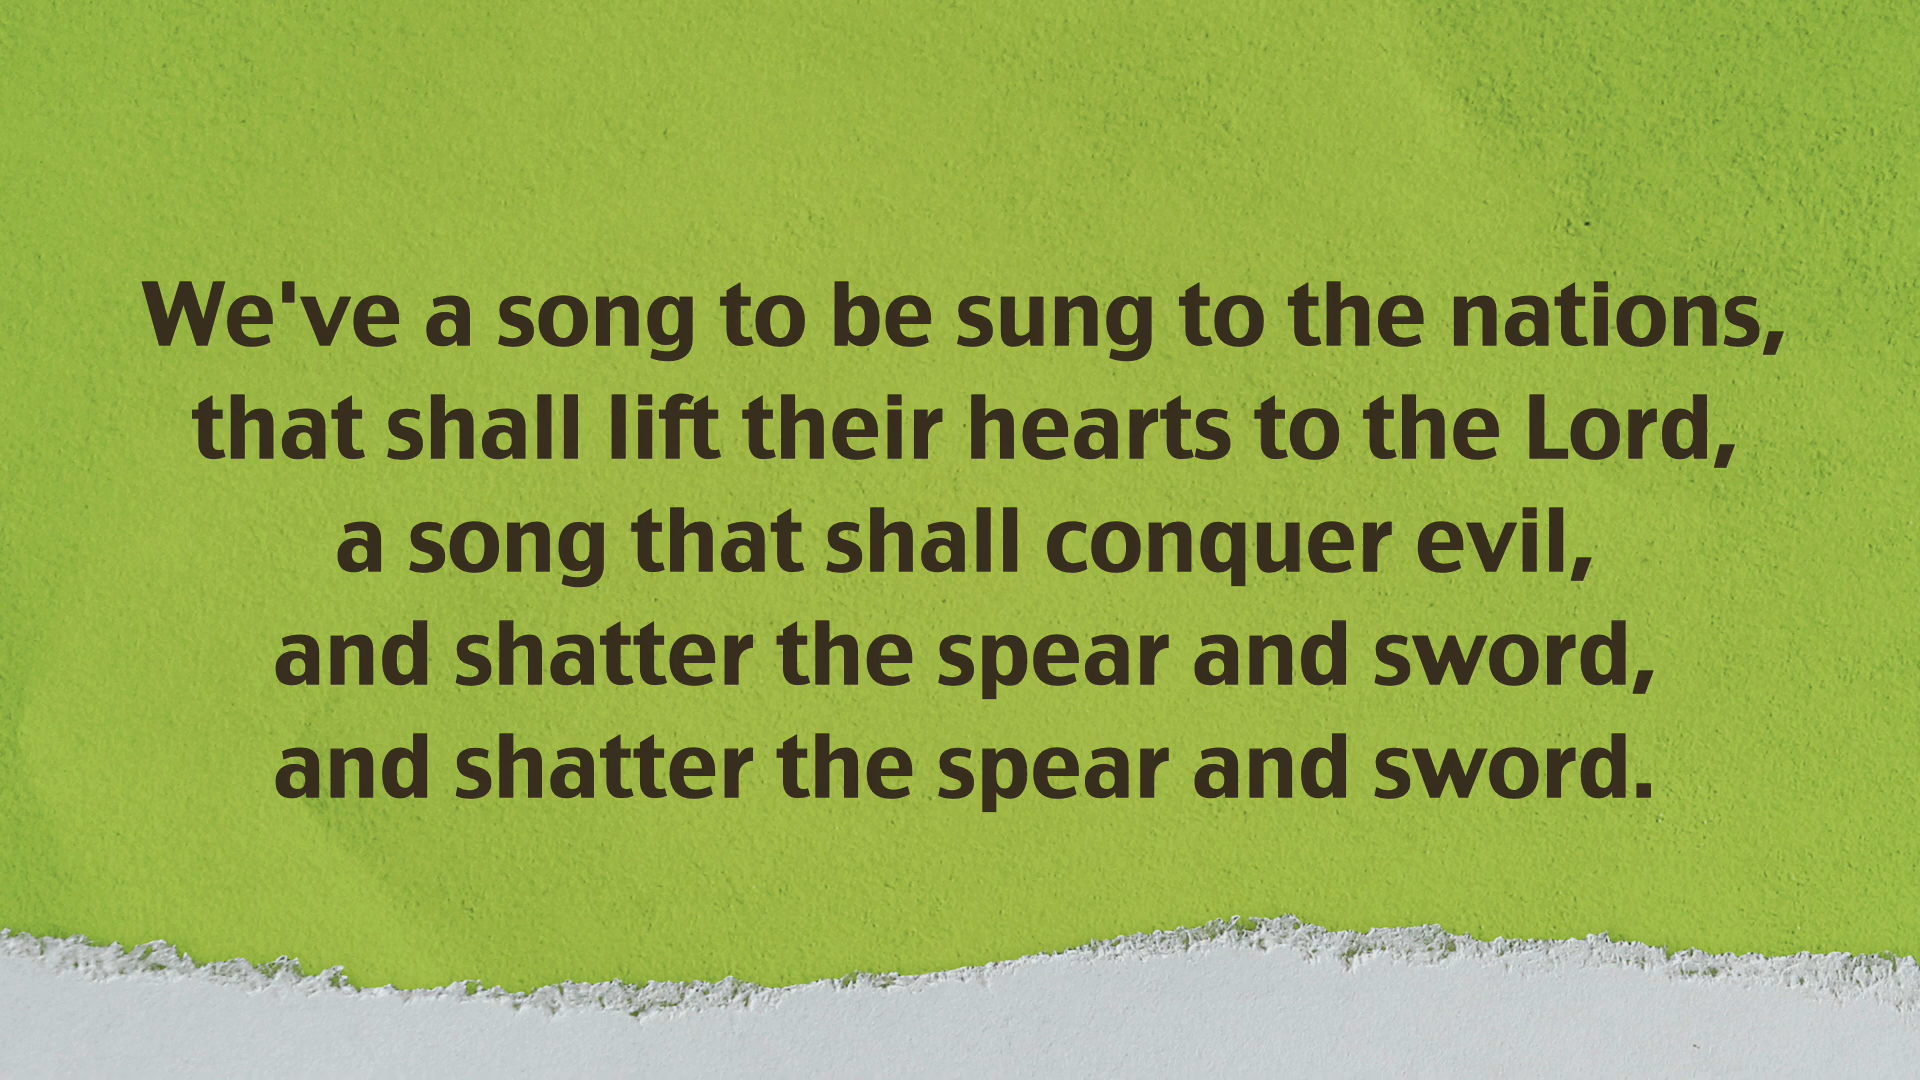 We've a song to be sung to the nations,
that shall lift their hearts to the Lord,
a song that shall conquer evil,
and shatter the spear and sword,
and shatter the spear and sword.